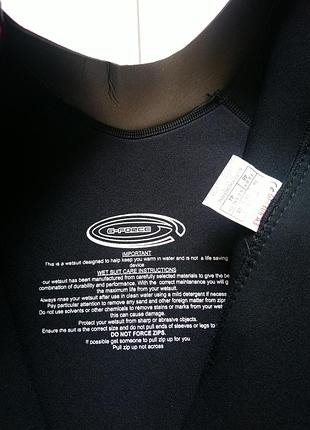 G-FORCE
IMPORTANT
This is a wetsuit designed to help keep you warm in water and is not a life saving
device
WET SUIT CARE INSTRUCTIONS
our wetsuit has been manufactured from carefully selected to give the be
combination of durability and performance. With the correct maintenance you will g
the maximum life from your wetsuit.
Always rinse your wetsuit after use in clean water using a mild detergent if necess
Pay particular attention to remove any sand and other foreign matter from zipr
Do not use solvents or other chemicals to remove stains or marks from your wets
this can cause damage.
Protect your wetsuit from sharp or abrasive objects.
Ensure the suit is the correct size and do not pull ends of sleeves or legs to
DO NOT FORCE ZIPS.
If possible get someone to pull zip up for you
Pull zip up not across